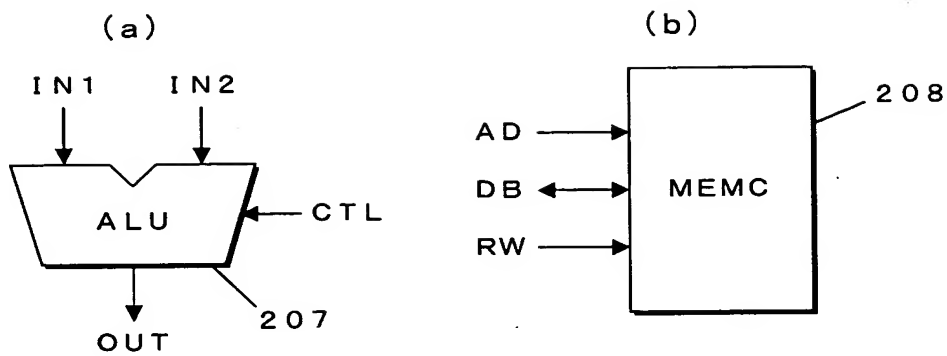 (a)
IN1 IN2
ALU
CTL
207
OUT
(b)
208
AD
DB
MEMC
RW